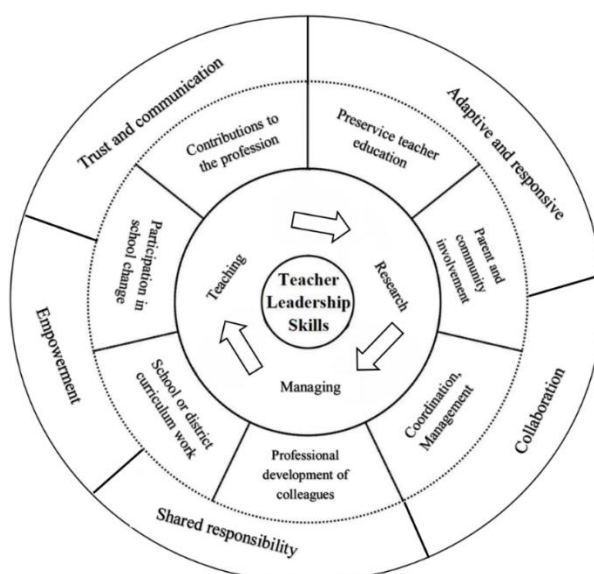 Trust and communication
Adaptive and responsive
Collaboration
Shared responsibility
Empowerment
Contributions to
the profession
Preservice teacher
education
Parent and
community
involvement
Coordination,
Management
Professional
development of
colleagues
School or district
curriculum work
Participation in
school change
Teaching
Research
Managing
Teacher
Leadership
Skills